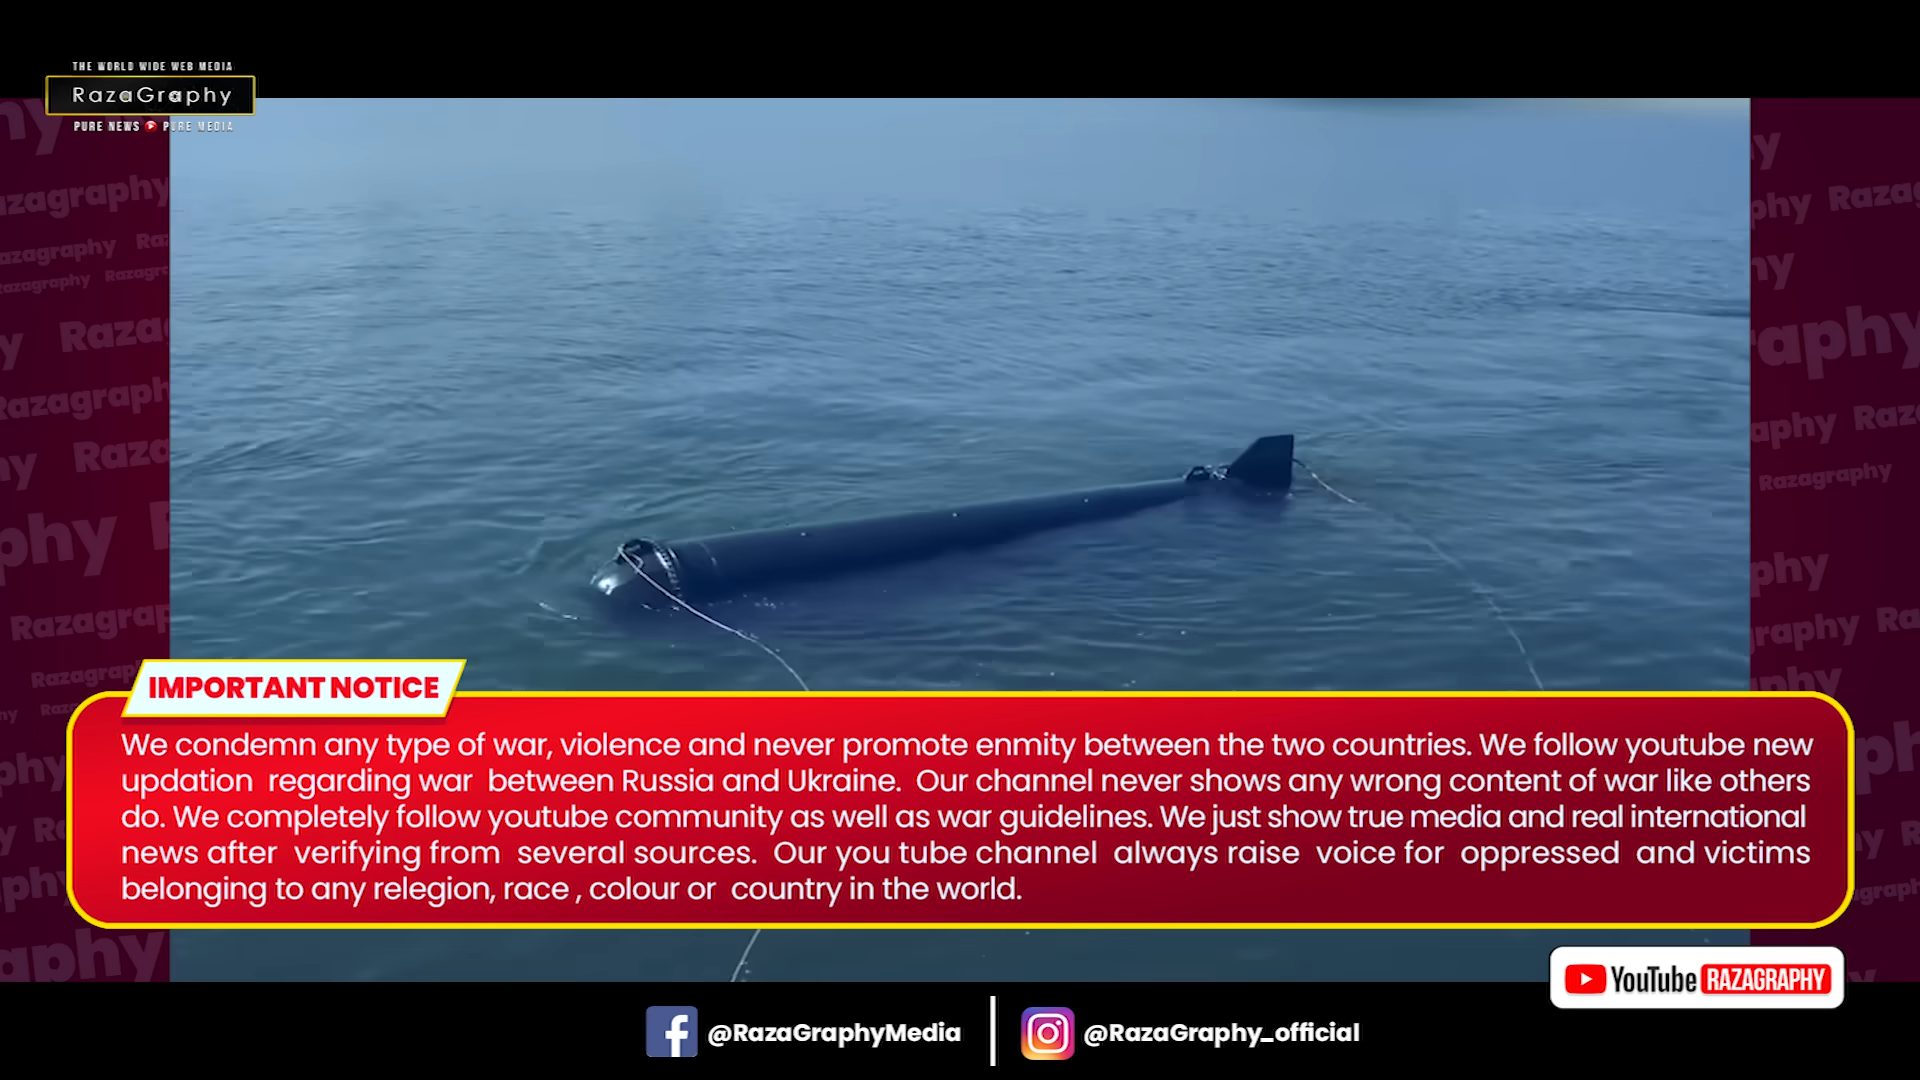 THE WORLD WIDE WEB MEDIA
RazaGraphy
PURE NEWS PURE MEDIA
IMPORTANT NOTICE
We condemn any type of war, violence and never promote enmity between the two countries. We follow youtube new
updation regarding war between Russia and Ukraine. Our channel never shows any wrong content of war like others
do. We completely follow youtube community as well as war guidelines. We just show true media and real international
news after verifying from several sources. Our you tube channel always raise voice for oppressed and victims
belonging to any relegion, race , colour or country in the world.
YouTube RAZAGRAPHY
@RazaGraphyMedia
@RazaGraphy_official